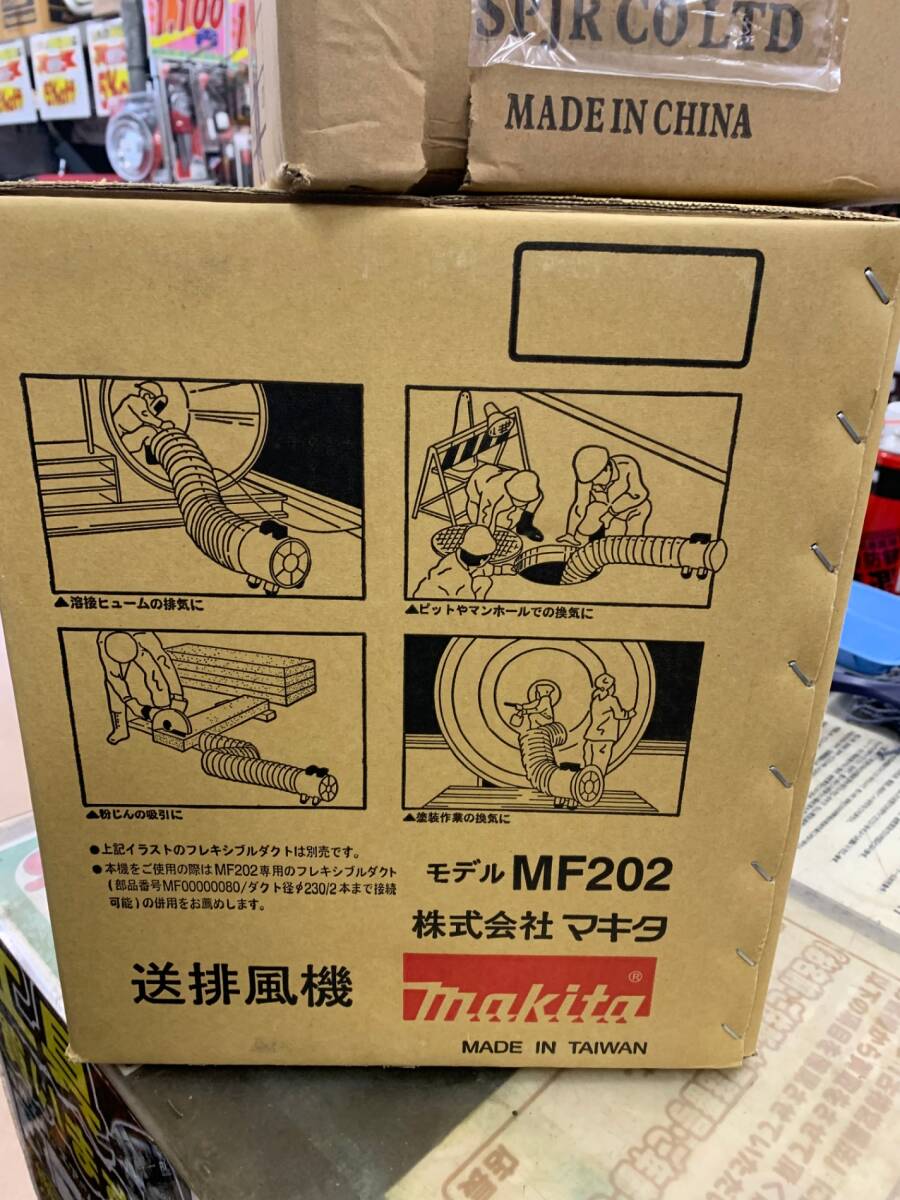 1,100
SPJR CO LTD
MADE IN CHINA
▲溶接ヒュームの排気に
▲ピットやマンホールでの換気に
▲粉じんの吸引に
▲塗装作業の換気に
●上記イラストのフレキシブルダクトは別売です。
●本機をご使用の際はMF202専用のフレキシブルダクト
(部品番号MF00000080/ダクト径φ230/2本まで接続
可能)の併用をお薦めします。
モデル MF202
株式会社 マキタ
送排風機
makita®
MADE IN TAIWAN
店長